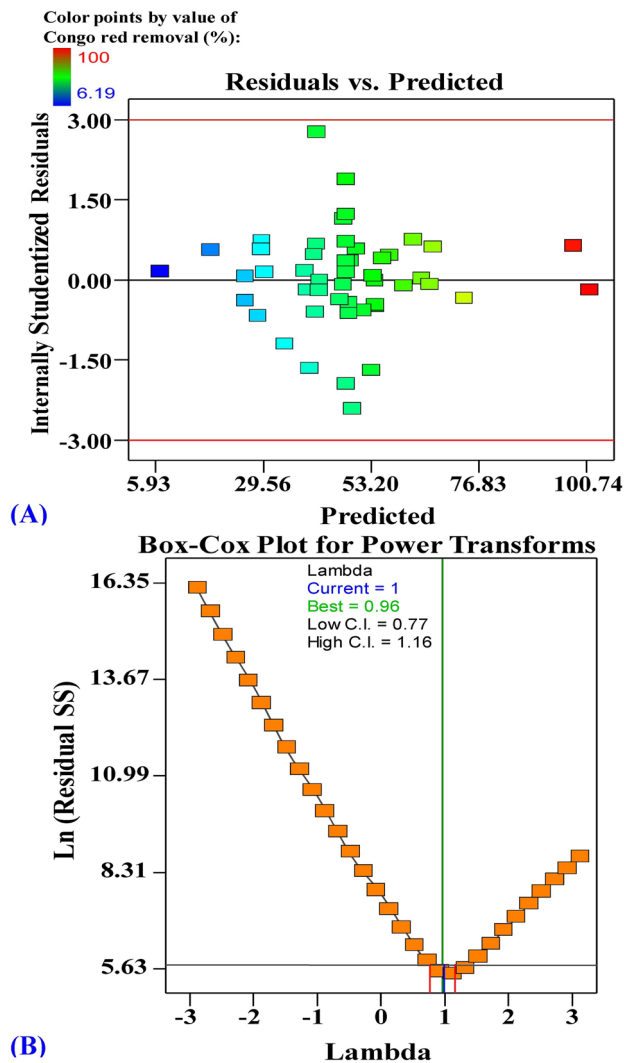 Color points by value of
Congo red removal (%):
100
6.19
Residuals vs. Predicted
Internally Studentized Residuals
3.00
1.50
0.00
-1.50
-3.00
5.93 29.56 53.20 76.83 100.74
Predicted
(A)
Box-Cox Plot for Power Transforms
Lambda
Current = 1
Best = 0.96
Low C.I. = 0.77
High C.I. = 1.16
Ln (Residual SS)
16.35
13.67
10.99
8.31
5.63
-3 -2 -1 0 1 2 3
Lambda
(B)